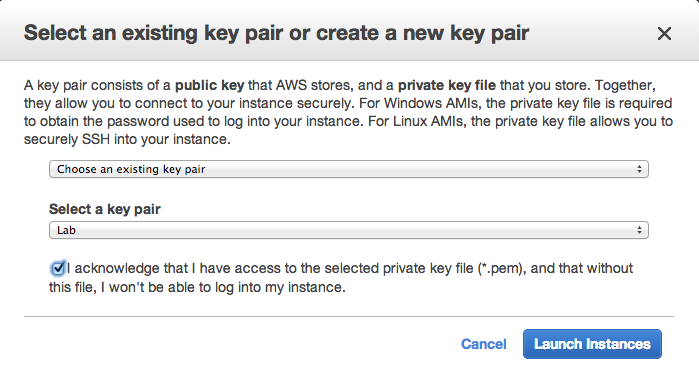 Select an existing key pair or create a new key pair
A key pair consists of a public key that AWS stores, and a private key file that you store. Together,
they allow you to connect to your instance securely. For Windows AMIs, the private key file is required
to obtain the password used to log into your instance. For Linux AMIs, the private key file allows you to
securely SSH into your instance.
Choose an existing key pair
Select a key pair
Lab
I acknowledge that I have access to the selected private key file (*.pem), and that without
this file, I won't be able to log into my instance.
Cancel Launch Instances